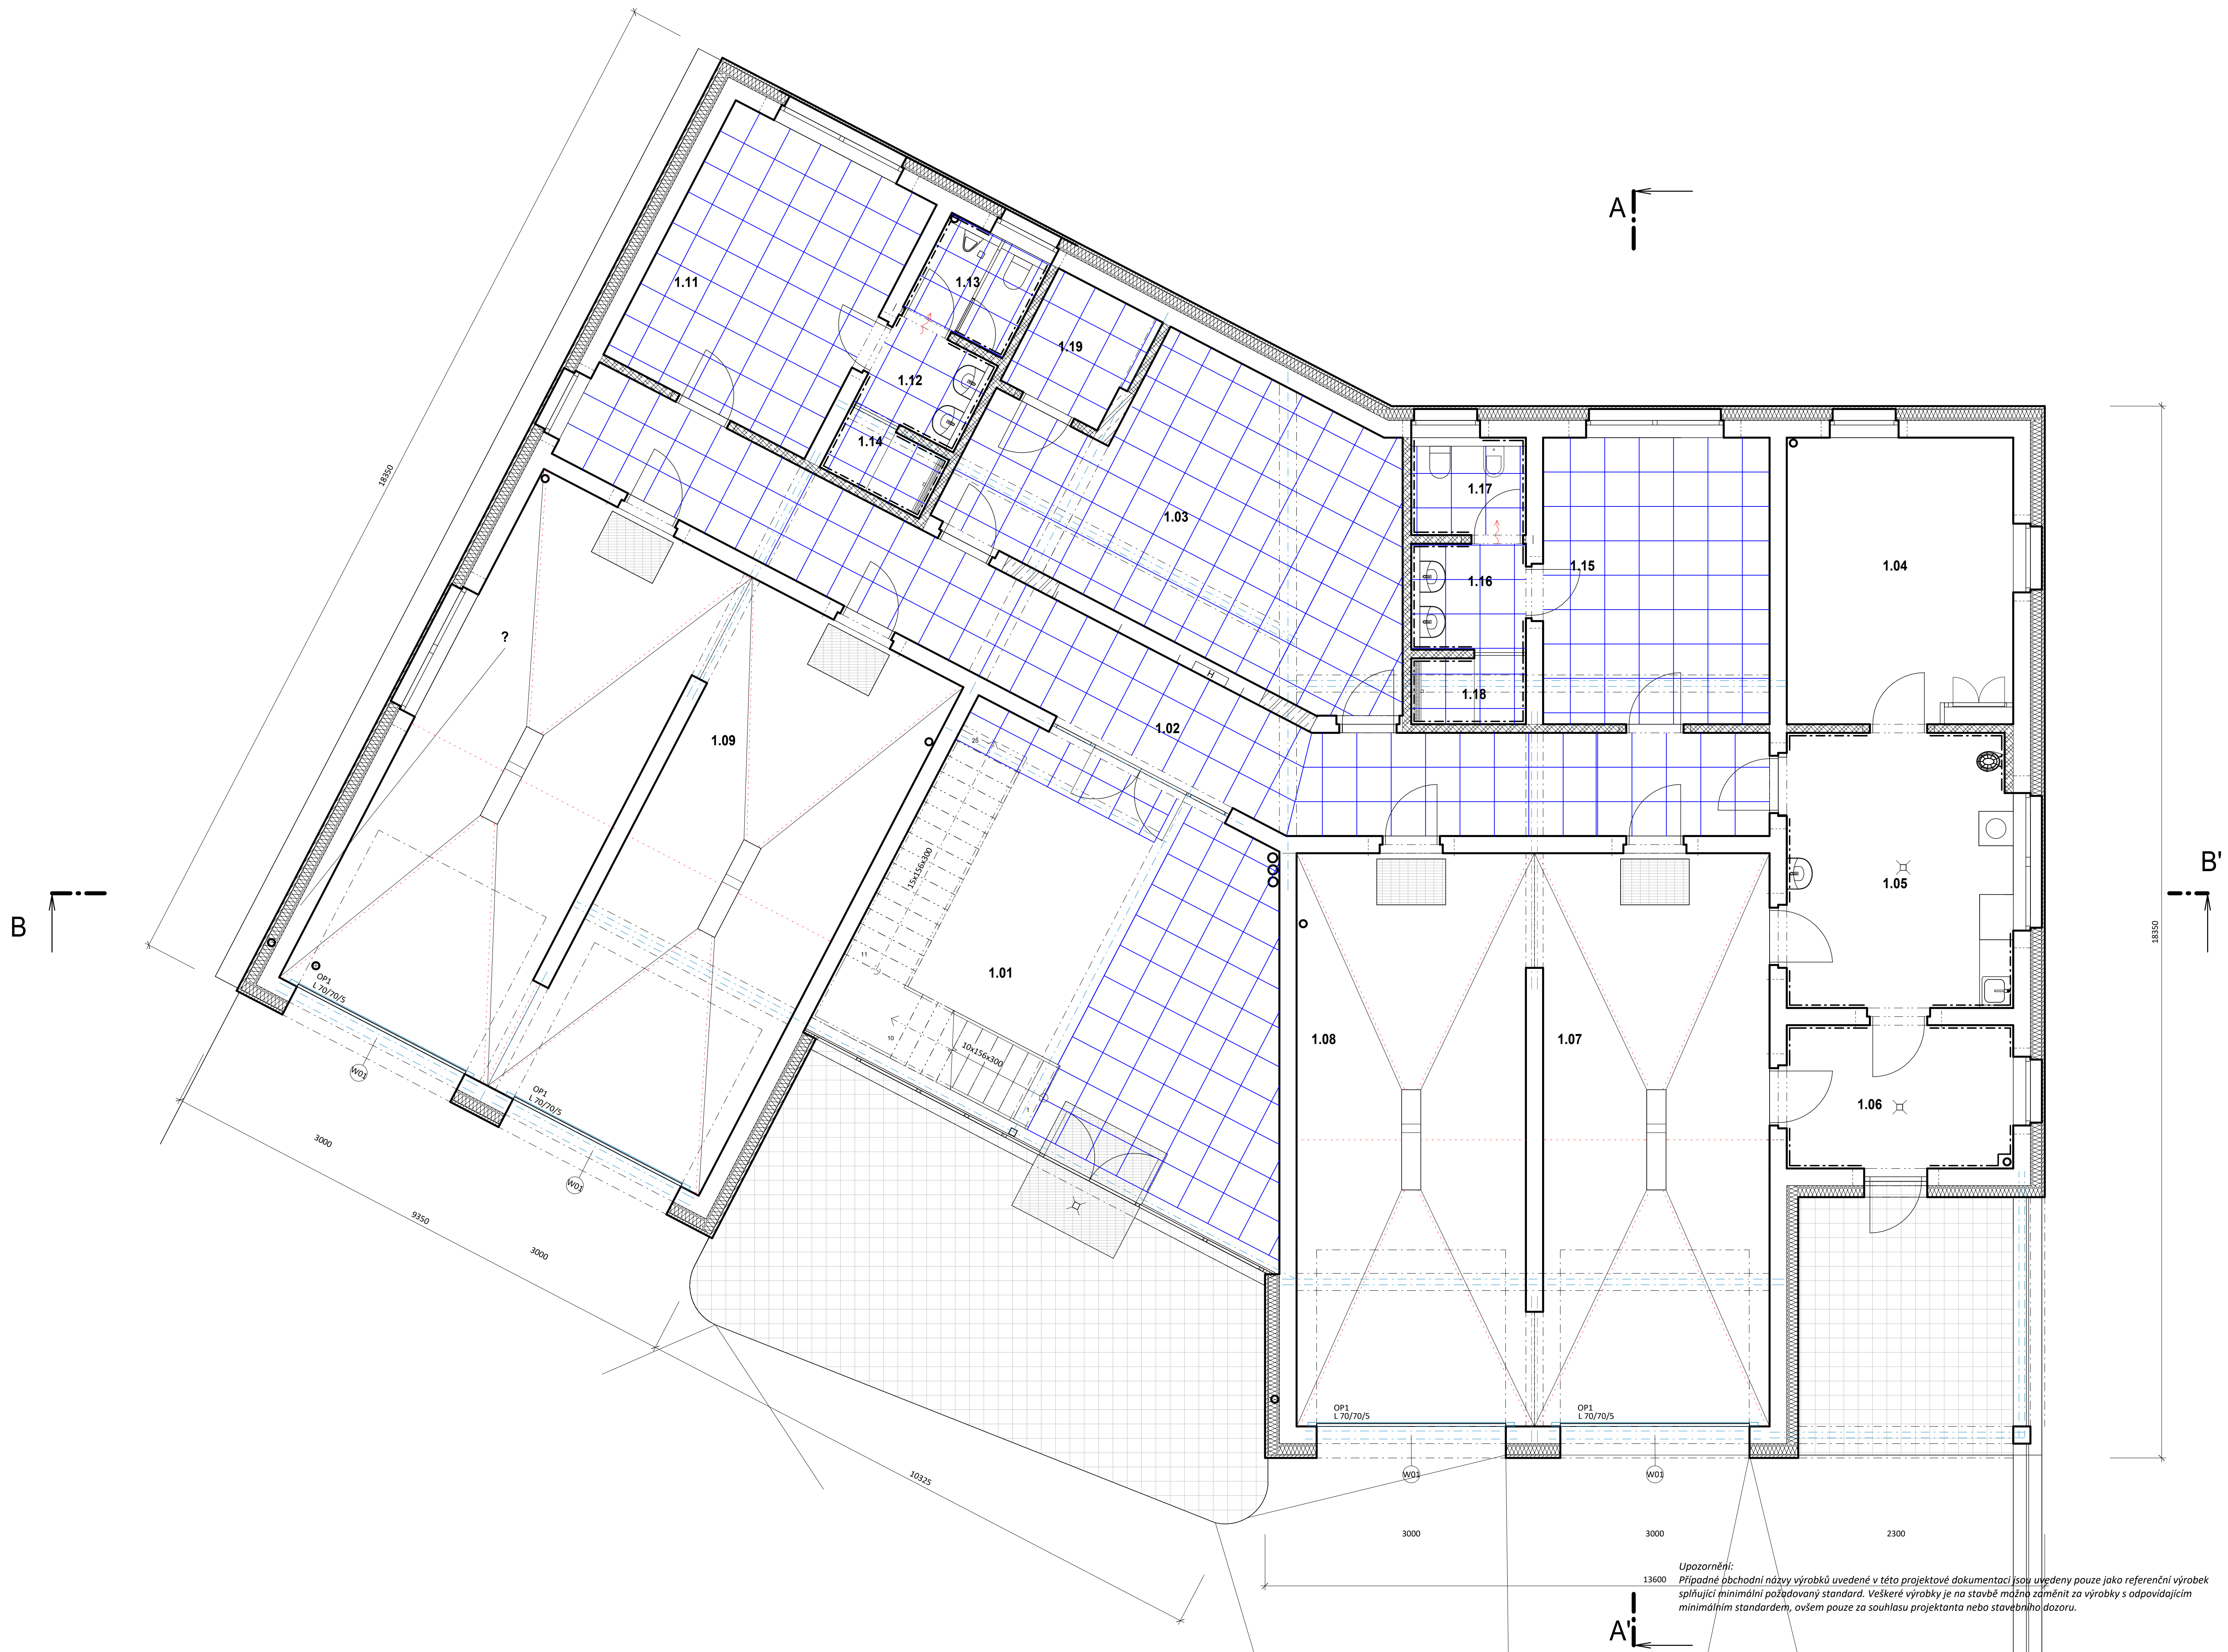 18350
A
1.11
1.13
1.19
1.12
1.14
1.03
1.17
1.16
1.15
1.04
1.18
?
H
1.09
1.02
25
15x156x300
1.05
B
B'
18350
11
1.01
OP1
L 70/70/5
10
10x156x300
1
1.08
1.07
1.06
W01
OP1
L 70/70/5
W01
3000
9350
3000
OP1
L 70/70/5
OP1
L 70/70/5
10325
W01
W01
3000
3000
2300
13600
Upozornění:
Případné obchodní názvy výrobků uvedené v této projektové dokumentaci jsou uvedeny pouze jako referenční výrobek
splňující minimální požadovaný standard. Veškeré výrobky je na stavbě možno zaměnit za výrobky s odpovídajícím
minimálním standardem, ovšem pouze za souhlasu projektanta nebo stavebního dozoru.
A'